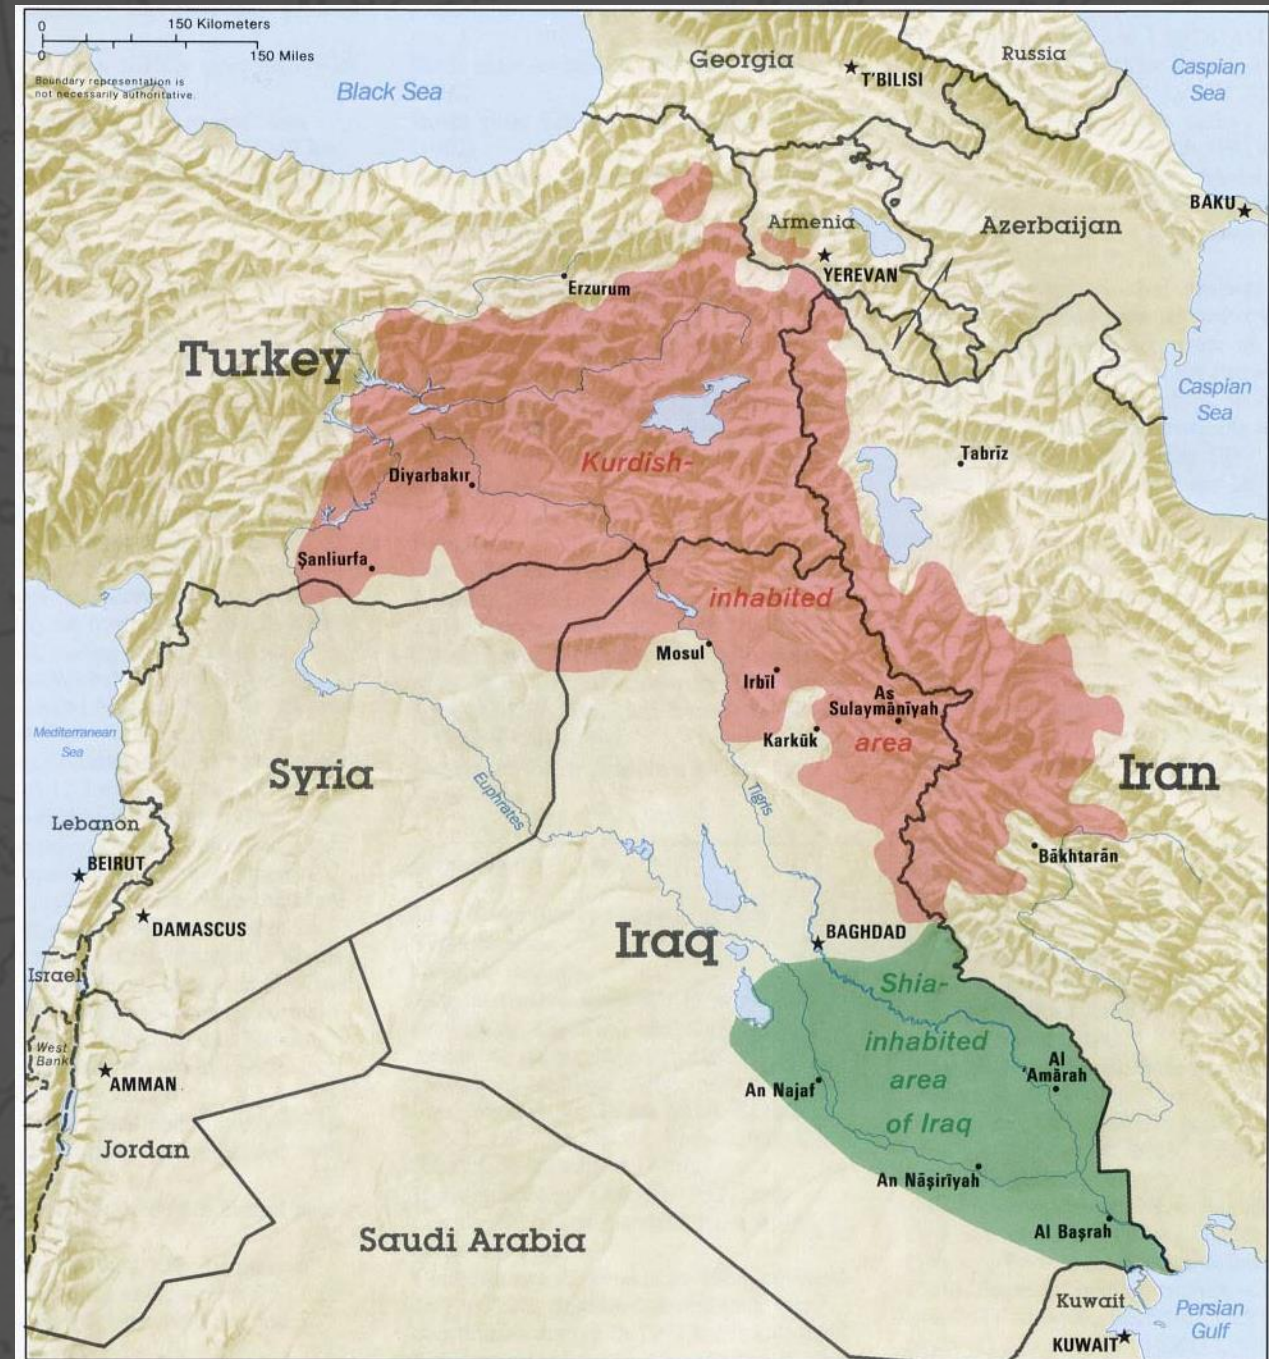 0
150 Kilometers
0
150 Miles
Boundary representation is
not necessarily authoritative.
Black Sea
Georgia
T'BILISI
Russia
Caspian
Sea
BAKU
Armenia
Azerbaijan
YEREVAN
Erzurum
Turkey
Caspian
Sea
Tabrīz
Kurdish-
Diyarbakır
Şanliurfa
inhabited
Mosul
Irbīl
As
Sulaymānīyah
Karkūk
area
Mediterranean
Sea
Syria
Euphrates
Tigris
Iran
Lebanon
BEIRUT
Bākhtarān
DAMASCUS
Iraq
BAGHDAD
Israel
Shia-
inhabited
area
of Iraq
West
Bank
AMMAN
An Najaf
Al
'Amārah
Jordan
An Nāşirīyah
Al Başrah
Saudi Arabia
Kuwait
KUWAIT
Persian
Gulf